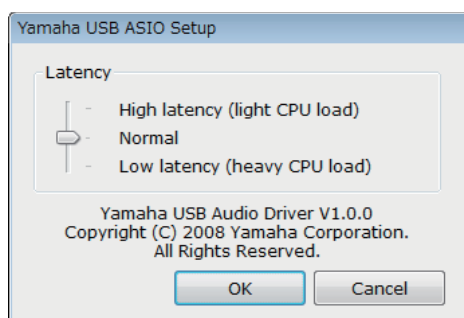 Yamaha USB ASIO Setup
Latency
High latency (light CPU load)
Normal
Low latency (heavy CPU load)
Yamaha USB Audio Driver V1.0.0
Copyright (C) 2008 Yamaha Corporation.
All Rights Reserved.
OK
Cancel